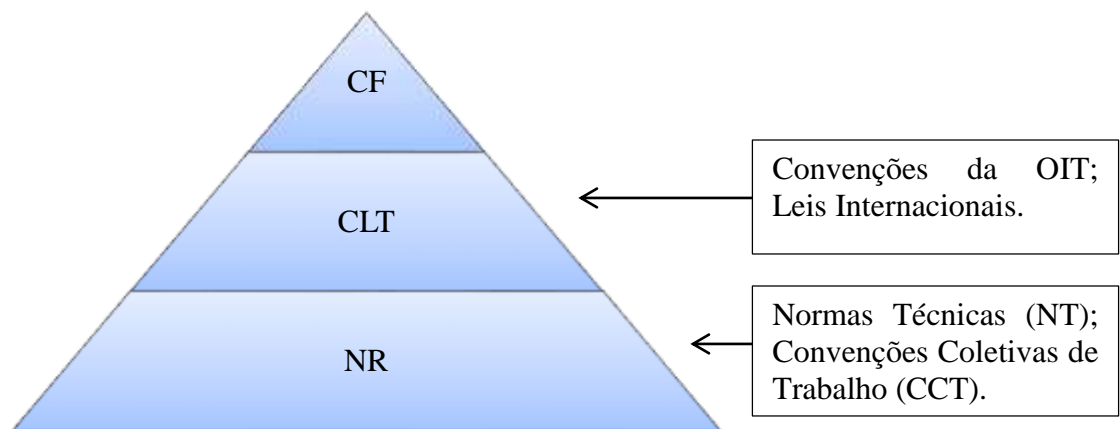 CF
Convenções da OIT;
Leis Internacionais.
CLT
Normas Técnicas (NT);
Convenções Coletivas de
Trabalho (CCT).
NR